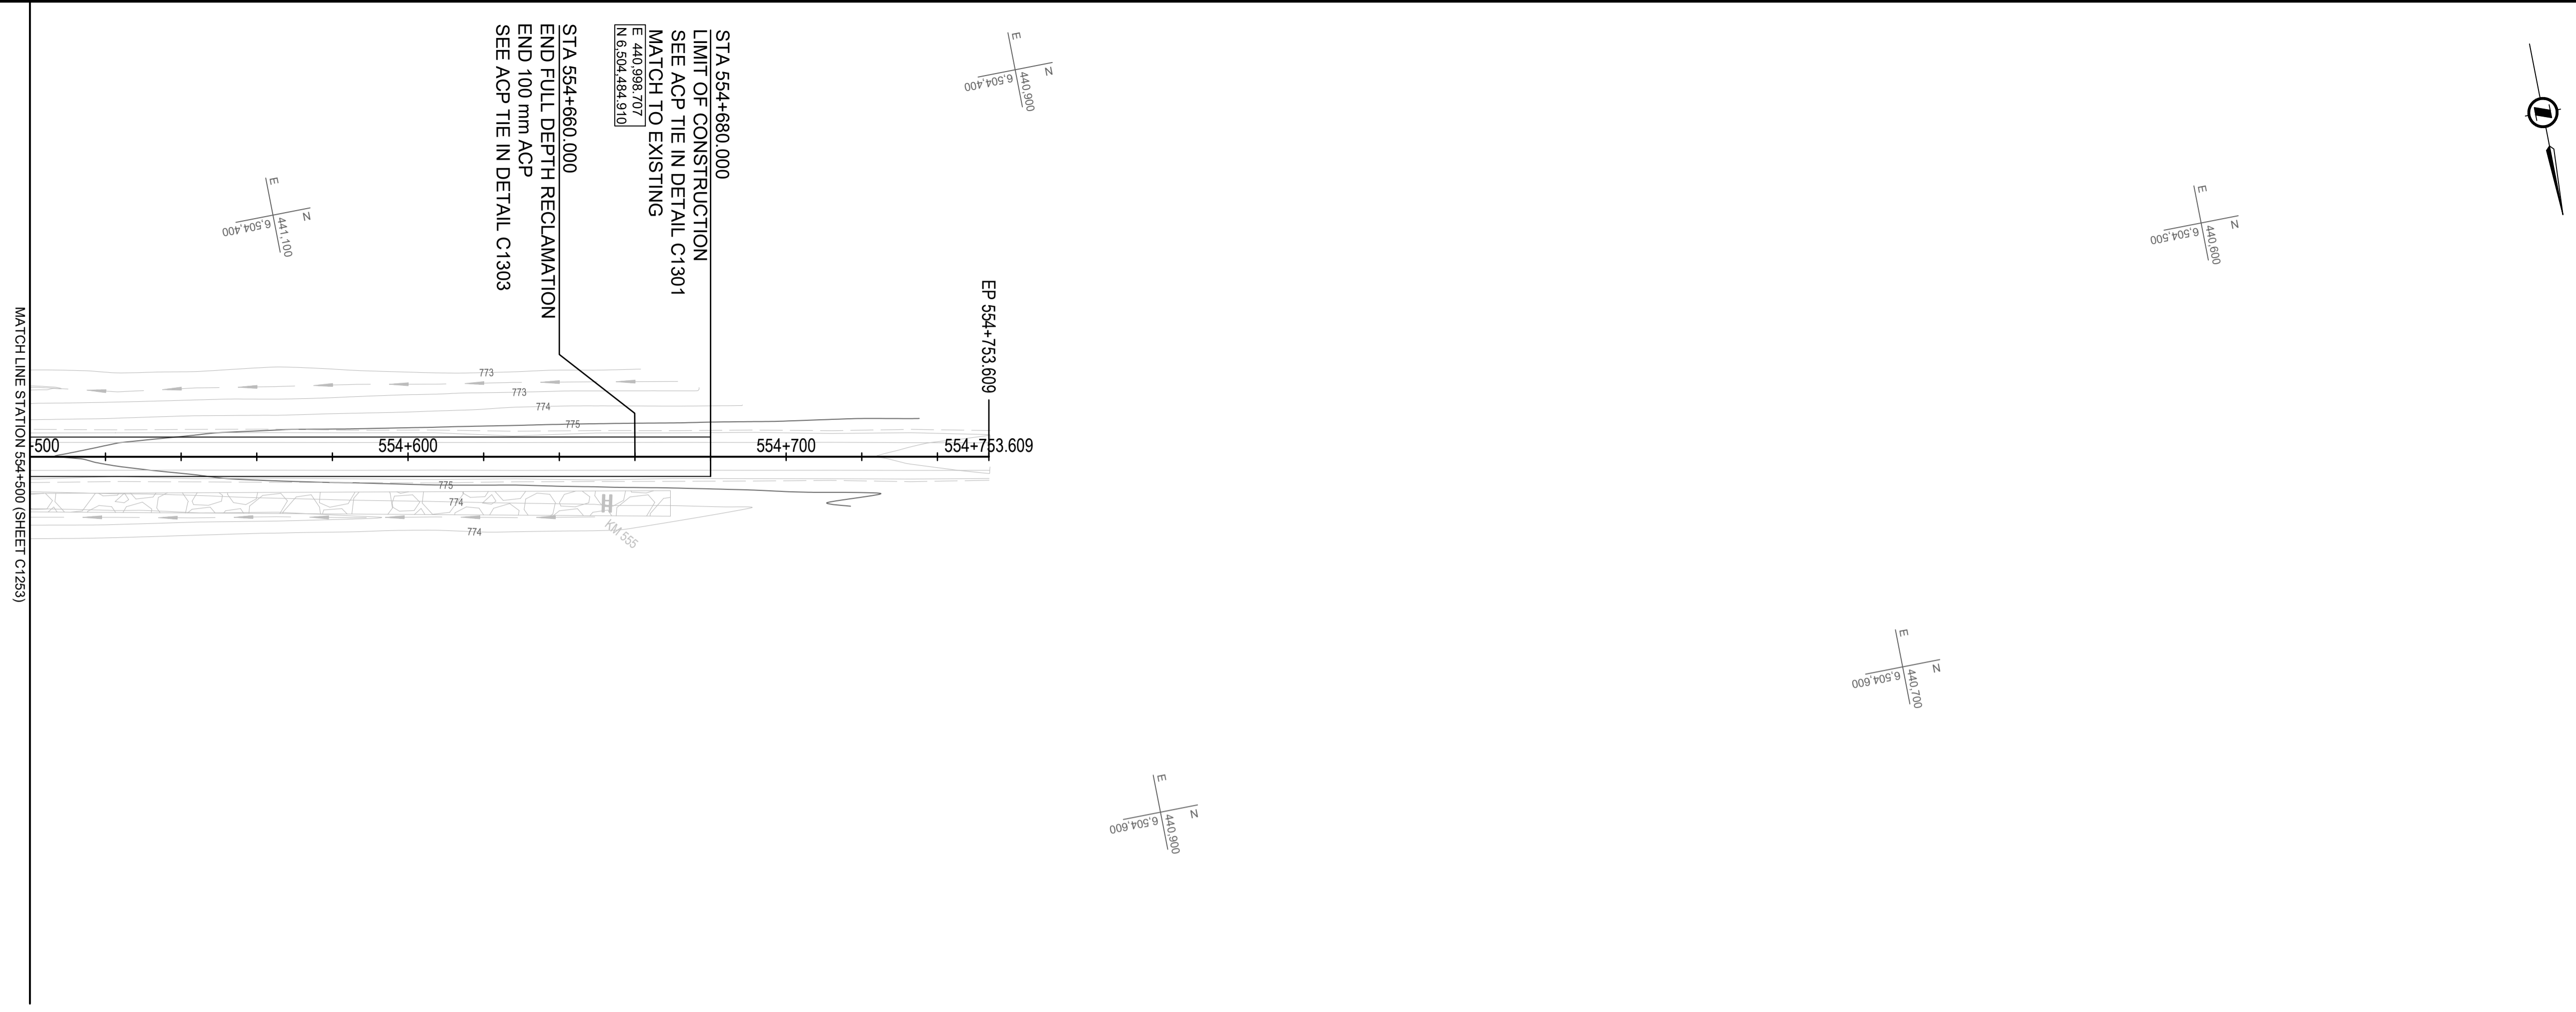 MATCH LINE STATION 554+500 (SHEET C1253)
STA 554+680.000
LIMIT OF CONSTRUCTION
SEE ACP TIE IN DETAIL C1301
MATCH TO EXISTING
E 440,998.707
N 6,504,484.910
STA 554+660.000
END FULL DEPTH RECLAMATION
END 100 mm ACP
SEE ACP TIE IN DETAIL C1303
E
N
441,100
6,504,400
E
N
440,900
6,504,400
E
N
440,600
6,504,500
EP 554+753.609
773
773
774
775
-500
554+600
554+700
554+753.609
775
774
774
H
KM 555
E
N
440,700
6,504,600
E
N
440,900
6,504,600